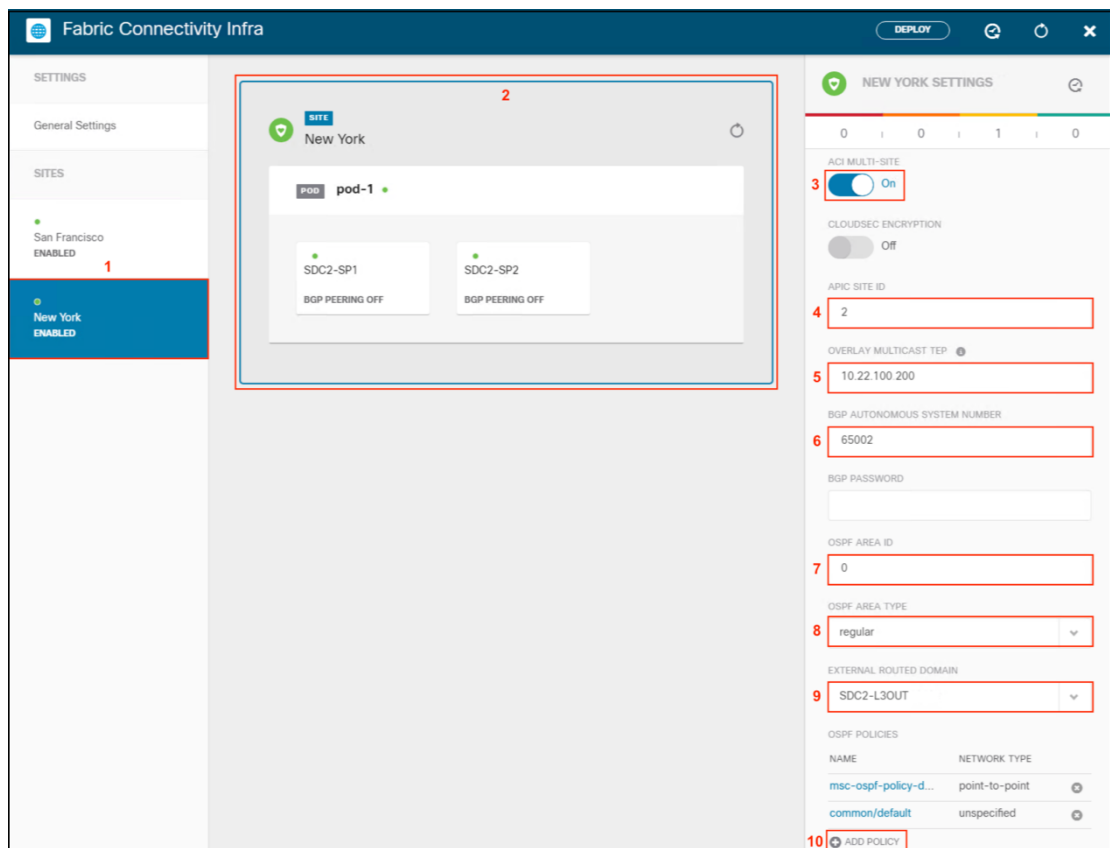 Fabric Connectivity Infra
DEPLOY
SETTINGS
General Settings
SITES
San Francisco
ENABLED
1
New York
ENABLED
2
SITE
New York
POD pod-1
SDC2-SP1
BGP PEERING OFF
SDC2-SP2
BGP PEERING OFF
NEW YORK SETTINGS
0 0 1 0
ACI MULTI-SITE
3 On
CLOUDSEC ENCRYPTION
Off
APIC SITE ID
4 2
OVERLAY MULTICAST TEP
5 10.22.100.200
BGP AUTONOMOUS SYSTEM NUMBER
6 65002
BGP PASSWORD
OSPF AREA ID
7 0
OSPF AREA TYPE
8 regular
EXTERNAL ROUTED DOMAIN
9 SDC2-L3OUT
OSPF POLICIES
NAME NETWORK TYPE
msc-ospf-policy-d... point-to-point
common/default unspecified
10 ADD POLICY